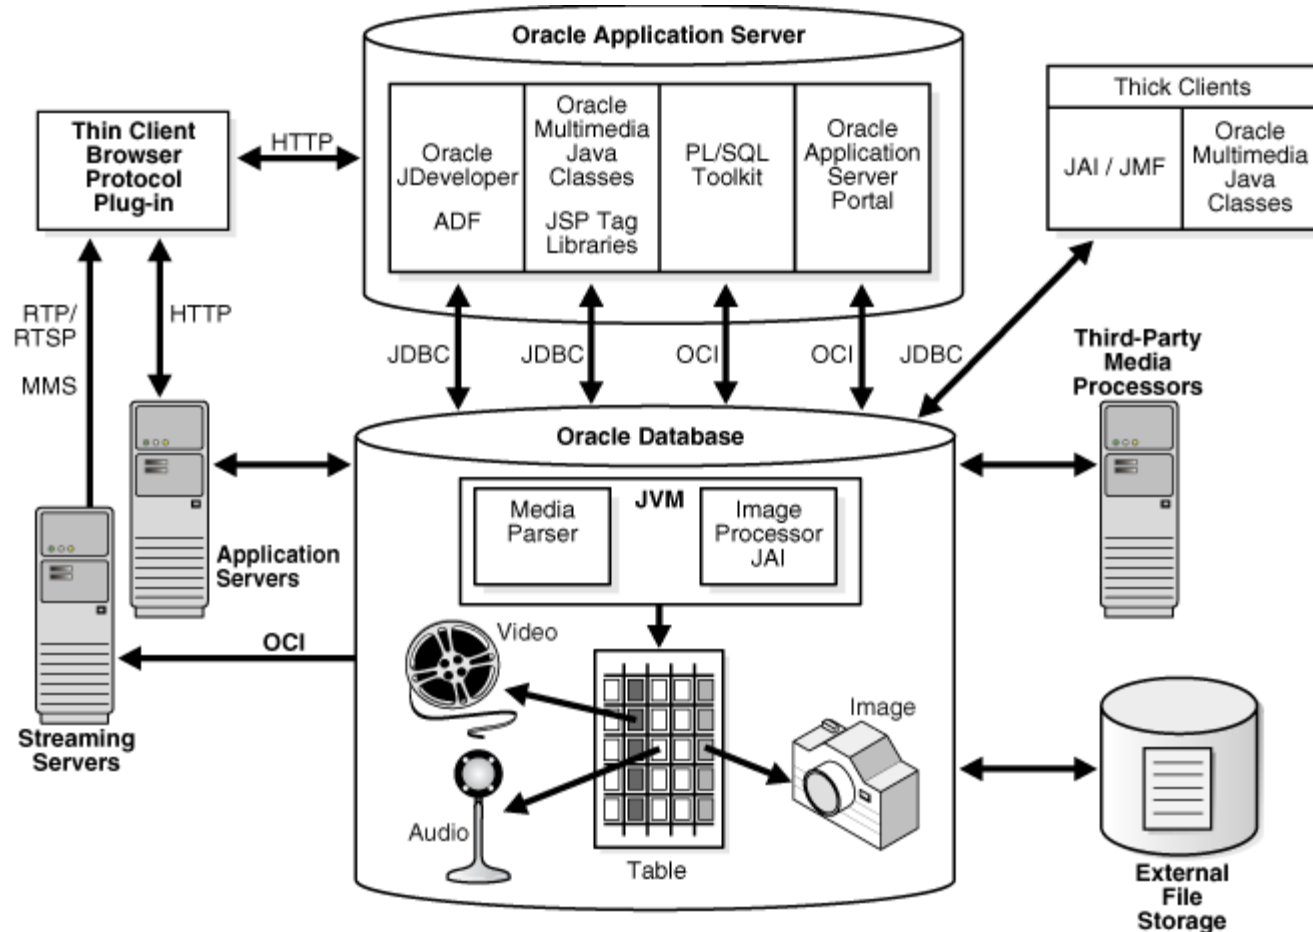 Oracle Application Server
Oracle
JDeveloper
ADF
Oracle
Multimedia
Java
Classes
JSP Tag
Libraries
PL/SQL
Toolkit
Oracle
Application
Server
Portal
Thick Clients
JAI / JMF
Oracle
Multimedia
Java
Classes
Thin Client
Browser
Protocol
Plug-in
HTTP
RTP/
RTSP
MMS
HTTP
JDBC
JDBC
OCI
OCI
JDBC
Third-Party
Media
Processors
Oracle Database
JVM
Media
Parser
Image
Processor
JAI
Application
Servers
OCI
Streaming
Servers
Video
Audio
Table
Image
External
File
Storage